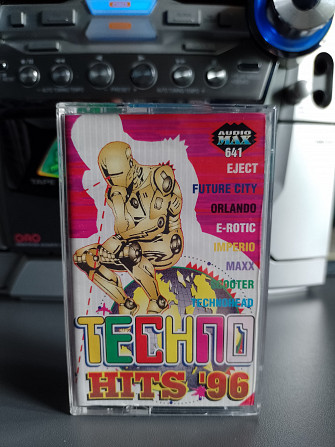 AUDIO
MAX
641
EJECT
FUTURE CITY
ORLANDO
E-ROTIC
IMPERIO
MAXX
SCOOTER
TECHNOHEAD
TECHNO
HITS '96